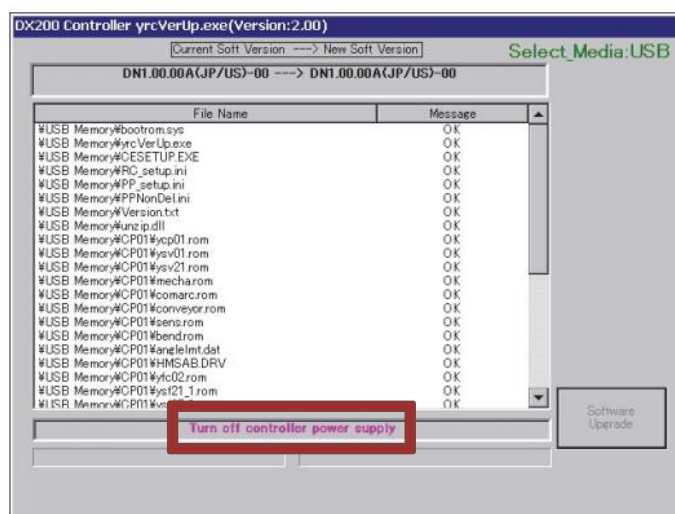 DX200 Controller yrcVerUp.exe(Version:2.00)
Current Soft Version ---> New Soft Version
Select_Media:USB
DN1.00.00A(JP/US)-00 ---> DN1.00.00A(JP/US)-00
File Name Message
¥USB Memory¥bootrom.sys OK
¥USB Memory¥yrcVerUp.exe OK
¥USB Memory¥CESETUP.EXE OK
¥USB Memory¥RC_setup.ini OK
¥USB Memory¥PP_setup.ini OK
¥USB Memory¥PPNonDel.ini OK
¥USB Memory¥Version.txt OK
¥USB Memory¥unzip.dll OK
¥USB Memory¥CP01¥ycp01.rom OK
¥USB Memory¥CP01¥ysv01.rom OK
¥USB Memory¥CP01¥ysv21.rom OK
¥USB Memory¥CP01¥mecha.rom OK
¥USB Memory¥CP01¥comarc.rom OK
¥USB Memory¥CP01¥conveyor.rom OK
¥USB Memory¥CP01¥sens.rom OK
¥USB Memory¥CP01¥bend.rom OK
¥USB Memory¥CP01¥anglelmt.dat OK
¥USB Memory¥CP01¥HMSAB.DRV OK
¥USB Memory¥CP01¥yfc02.rom OK
¥USB Memory¥CP01¥ysf21_1.rom OK
¥USB Memory OK
Turn off controller power supply
Software
Upgrade